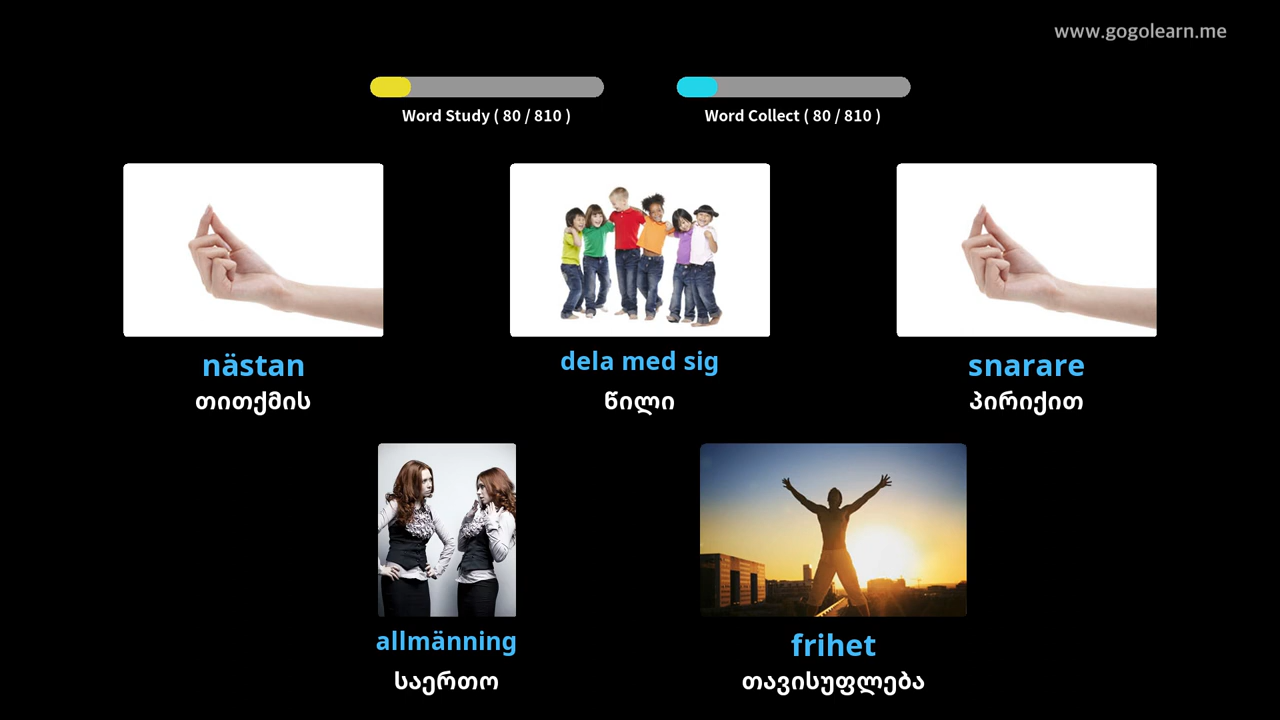 www.gogolearn.me
Word Study ( 80 / 810 )
Word Collect ( 80 / 810 )
nästan
თითქმის
dela med sig
წილი
snarare
პირიქით
allmänning
საერთო
frihet
თავისუფლება